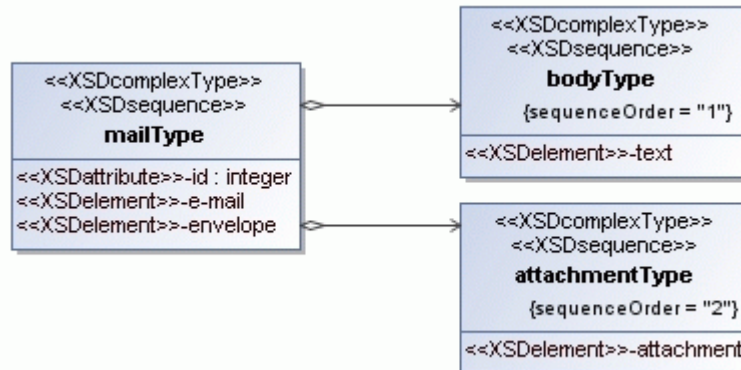 <<XSDcomplexType>>
<<XSDsequence>>
mailType
<<XSDattribute>>-id : integer
<<XSDelement>>-e-mail
<<XSDelement>>-envelope
<<XSDcomplexType>>
<<XSDsequence>>
bodyType
{sequenceOrder = "1"}
<<XSDelement>>-text
<<XSDcomplexType>>
<<XSDsequence>>
attachmentType
{sequenceOrder = "2"}
<<XSDelement>>-attachment